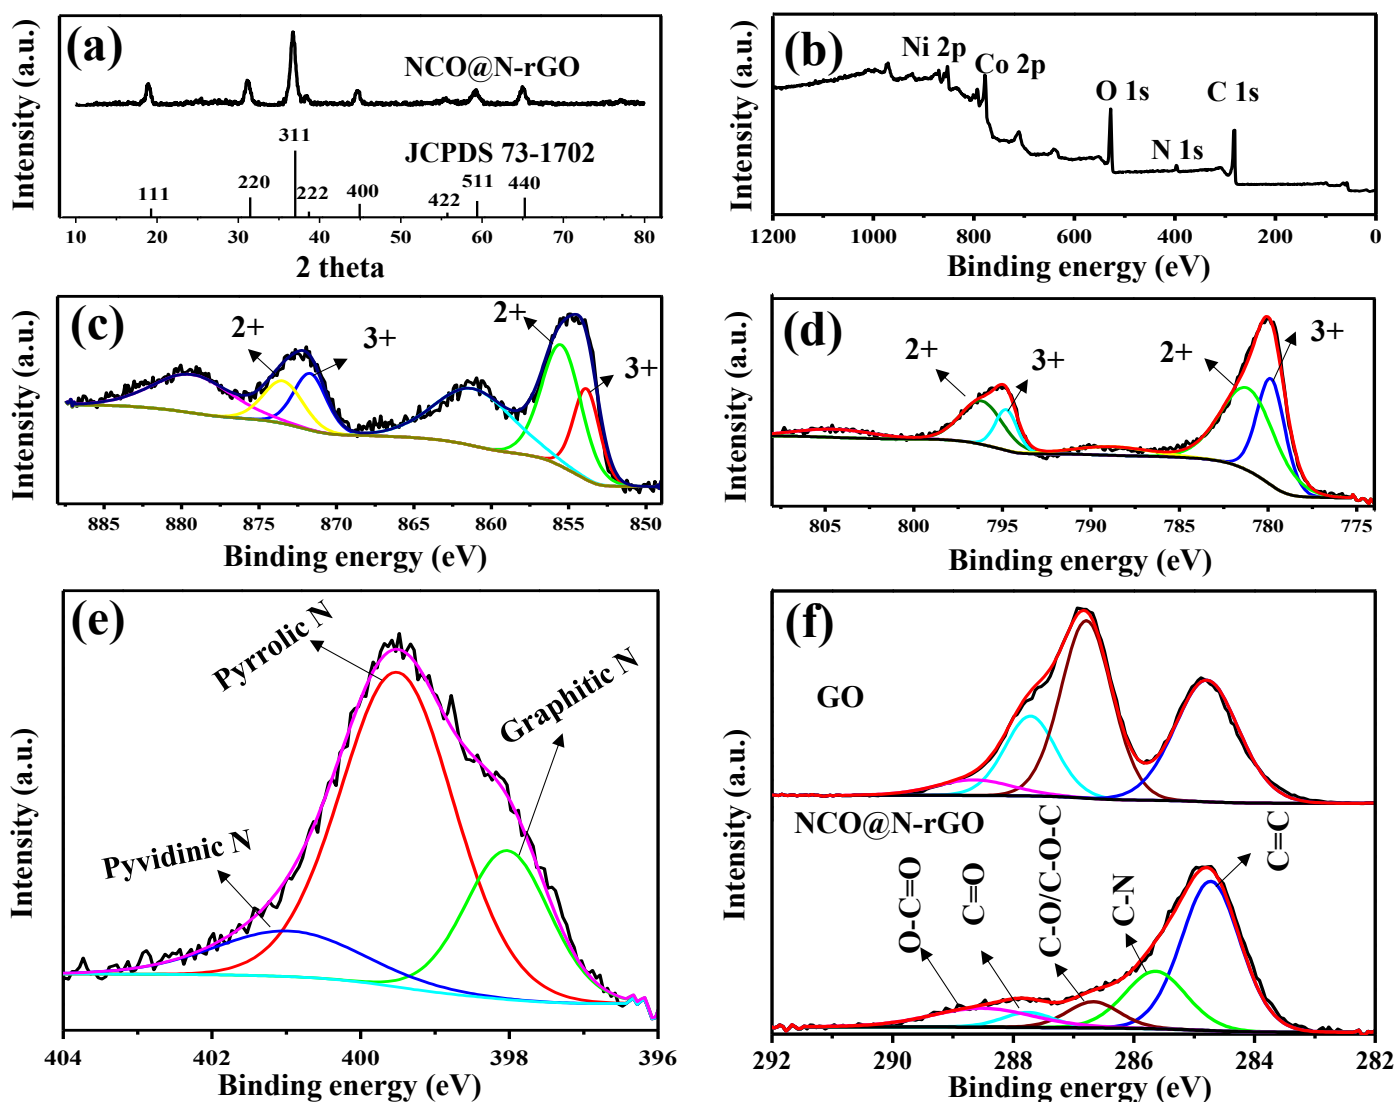 (a)
Intensity (a.u.)
NCO@N-rGO
JCPDS 73-1702
111
220
311
222
400
422
511
440
10 20 30 40 50 60 70 80
2 theta
(b)
Intensity (a.u.)
Ni 2p
Co 2p
O 1s
N 1s
C 1s
1200 1000 800 600 400 200 0
Binding energy (eV)
(c)
Intensity (a.u.)
2+
3+
2+
3+
885 880 875 870 865 860 855 850
Binding energy (eV)
(d)
Intensity (a.u.)
2+
3+
2+
3+
805 800 795 790 785 780 775
Binding energy (eV)
(e)
Intensity (a.u.)
Pyrrolic N
Graphitic N
Pyvidinic N
404 402 400 398 396
Binding energy (eV)
(f)
Intensity (a.u.)
GO
NCO@N-rGO
O-C=O
C=O
C-O/C-O-C
C-N
C=C
292 290 288 286 284 282
Binding energy (eV)